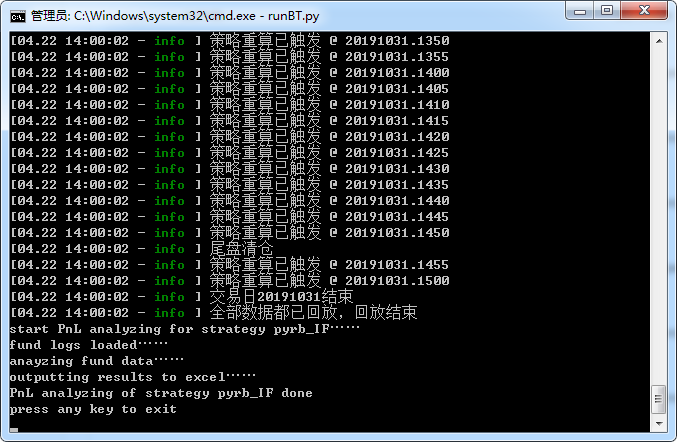 管理员: C:\Windows\system32\cmd.exe - runBT.py
[04.22 14:00:02 - info ] 策略重算已触发 @ 20191031.1350
[04.22 14:00:02 - info ] 策略重算已触发 @ 20191031.1355
[04.22 14:00:02 - info ] 策略重算已触发 @ 20191031.1400
[04.22 14:00:02 - info ] 策略重算已触发 @ 20191031.1405
[04.22 14:00:02 - info ] 策略重算已触发 @ 20191031.1410
[04.22 14:00:02 - info ] 策略重算已触发 @ 20191031.1415
[04.22 14:00:02 - info ] 策略重算已触发 @ 20191031.1420
[04.22 14:00:02 - info ] 策略重算已触发 @ 20191031.1425
[04.22 14:00:02 - info ] 策略重算已触发 @ 20191031.1430
[04.22 14:00:02 - info ] 策略重算已触发 @ 20191031.1435
[04.22 14:00:02 - info ] 策略重算已触发 @ 20191031.1440
[04.22 14:00:02 - info ] 策略重算已触发 @ 20191031.1445
[04.22 14:00:02 - info ] 策略重算已触发 @ 20191031.1450
[04.22 14:00:02 - info ] 尾盘清仓
[04.22 14:00:02 - info ] 策略重算已触发 @ 20191031.1455
[04.22 14:00:02 - info ] 策略重算已触发 @ 20191031.1500
[04.22 14:00:02 - info ] 交易日20191031结束
[04.22 14:00:02 - info ] 全部数据都已回放，回放结束
start PnL analyzing for strategy pyrb_IF……
fund logs loaded……
anayzing fund data……
outputting results to excel……
PnL analyzing of strategy pyrb_IF done
press any key to exit